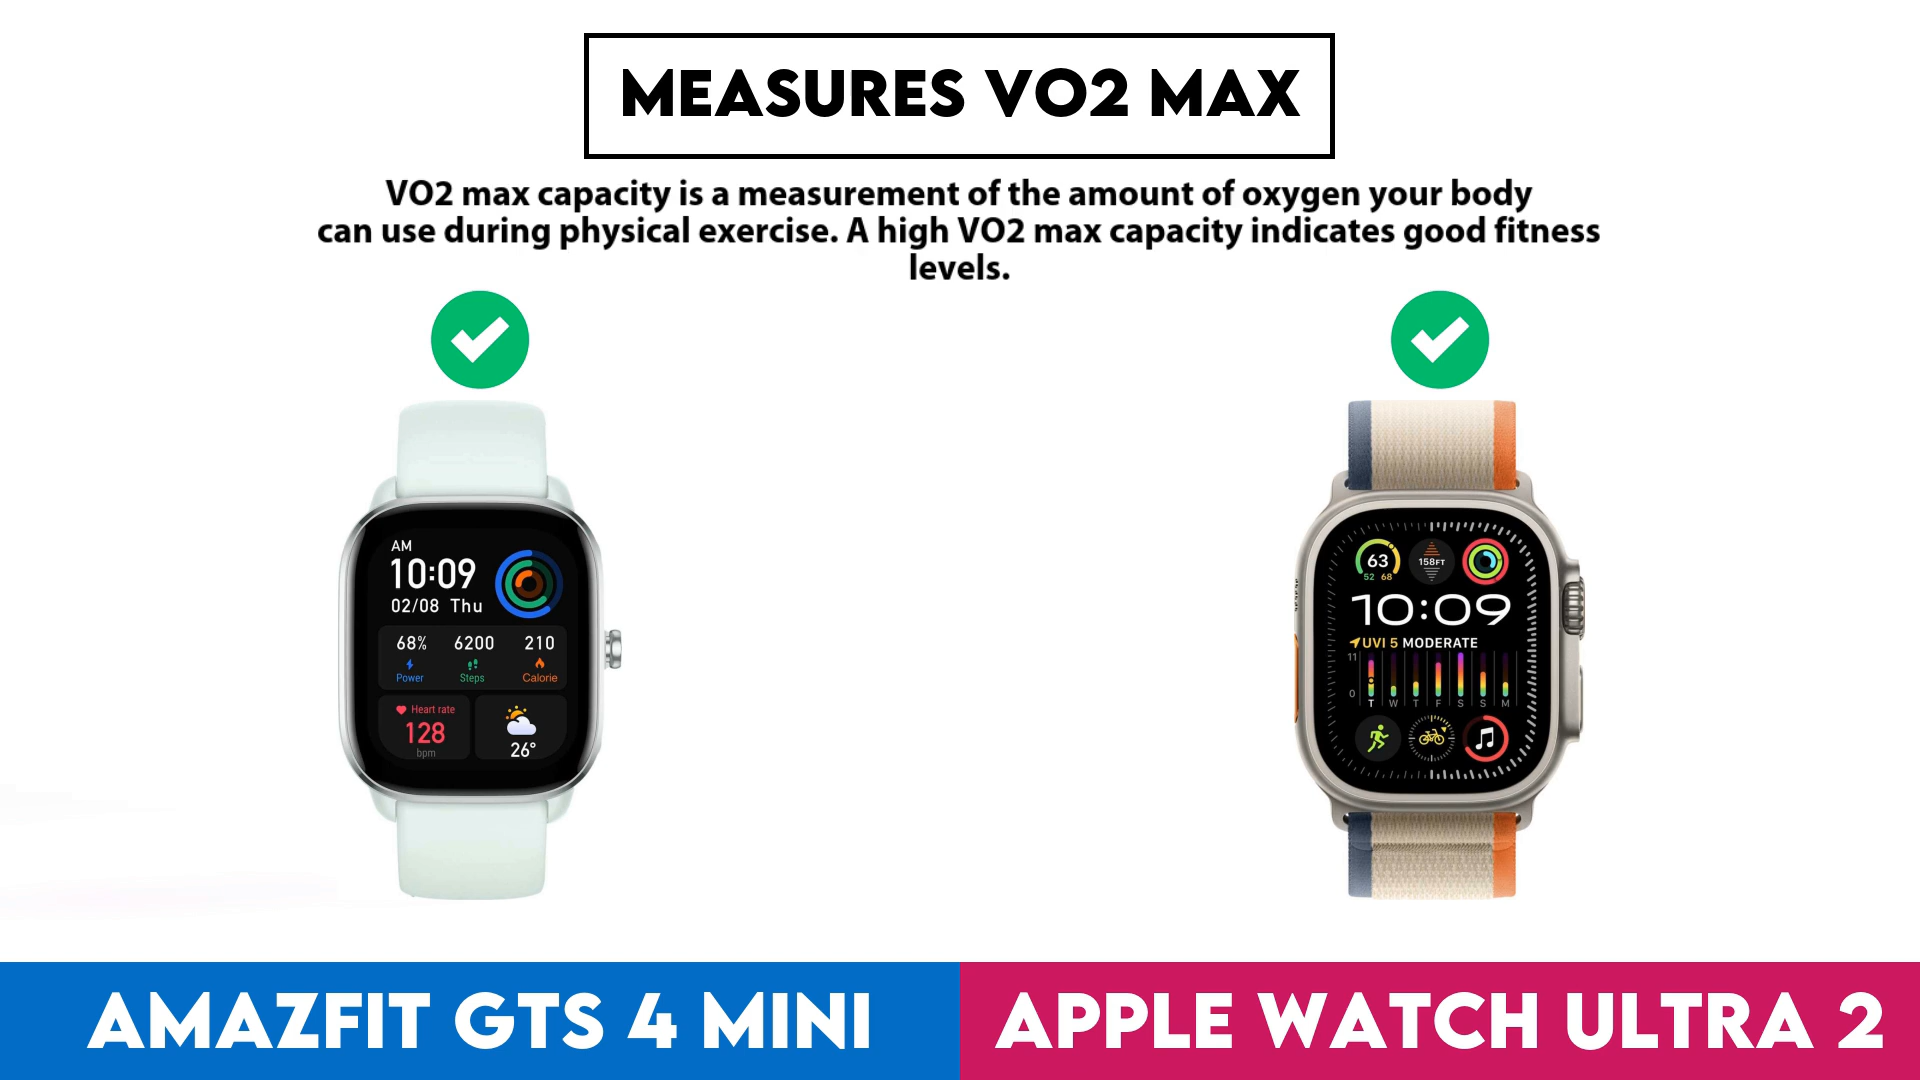 MEASURES VO2 MAX
VO2 max capacity is a measurement of the amount of oxygen your body
can use during physical exercise. A high VO2 max capacity indicates good fitness
levels.
AM
10:09
02/08 Thu
68% 6200 210
Power Steps Calorie
Heart rate
128
bpm
26°
63
52 68
158FT
10:09
UVI 5 MODERATE
11
0
T W T F S S M
AMAZFIT GTS 4 MINI
APPLE WATCH ULTRA 2